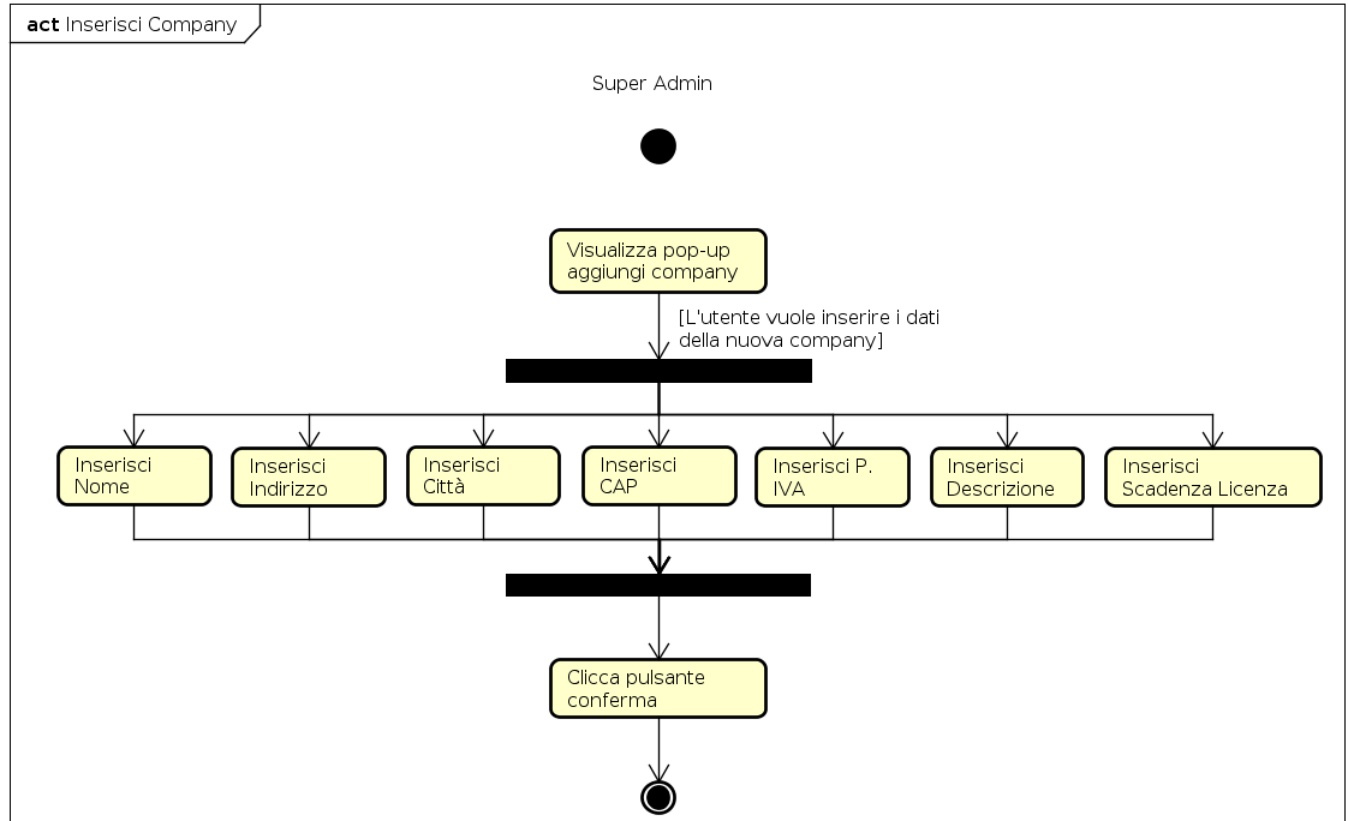 act Inserisci Company
Super Admin
Visualizza pop-up
aggiungi company
[L'utente vuole inserire i dati
della nuova company]
Inserisci
Nome
Inserisci
Indirizzo
Inserisci
Città
Inserisci
CAP
Inserisci P.
IVA
Inserisci
Descrizione
Inserisci
Scadenza Licenza
Clicca pulsante
conferma